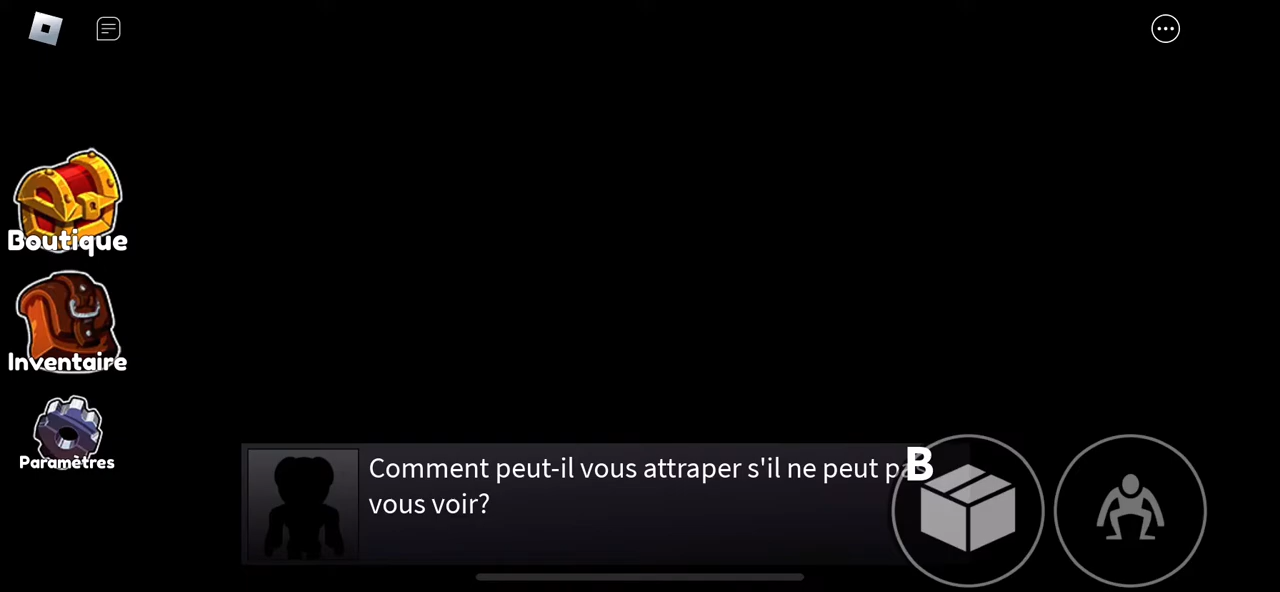 Boutique
Inventaire
Paramètres
Comment peut-il vous attraper s'il ne peut
vous voir?
B